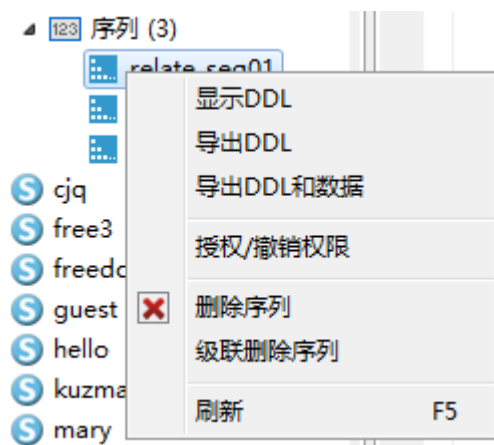 123 序列 (3)
relate_seq01
显示DDL
导出DDL
导出DDL和数据
cjq
授权/撤销权限
free3
guest
删除序列
hello
级联删除序列
刷新 F5
mary